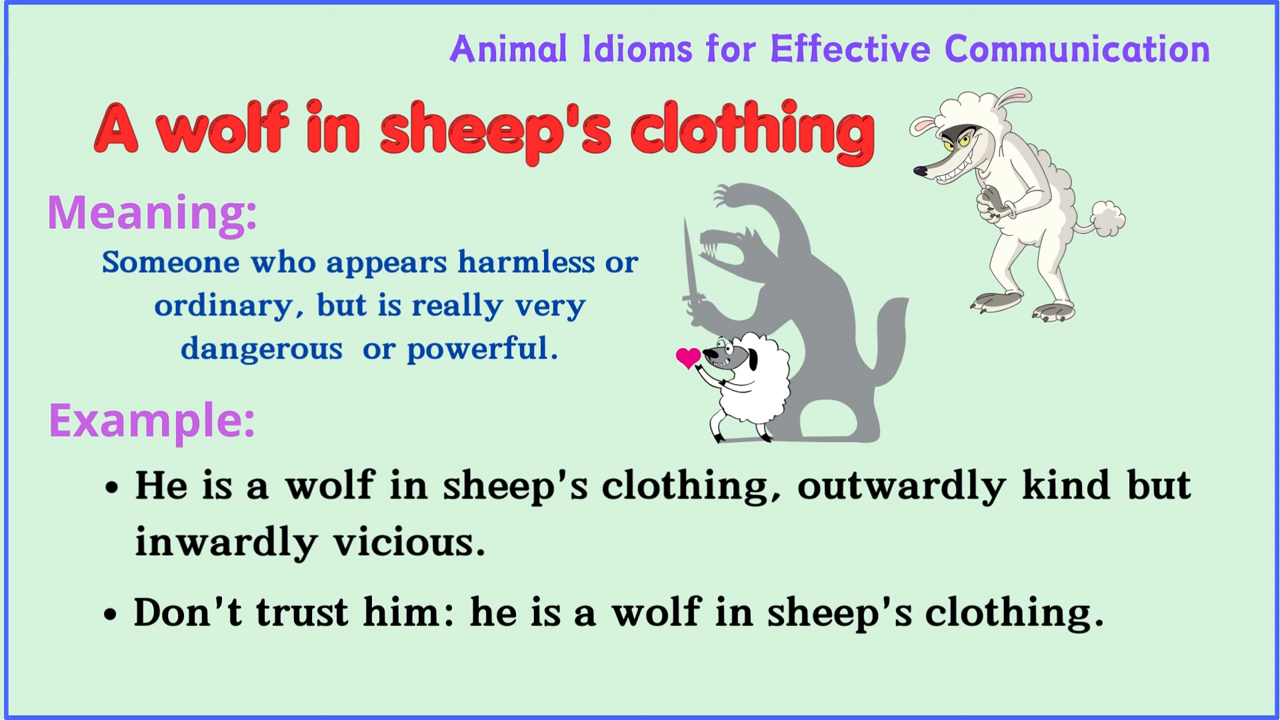 Animal Idioms for Effective Communication
A wolf in sheep's clothing
Meaning:
Someone who appears harmless or
ordinary, but is really very
dangerous or powerful.
Example:
• He is a wolf in sheep's clothing, outwardly kind but
inwardly vicious.
• Don't trust him: he is a wolf in sheep's clothing.